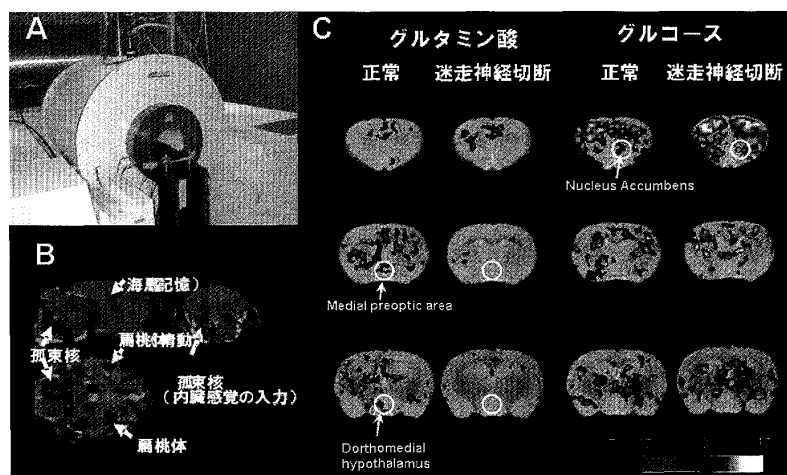 A
B
海馬(記憶)
扁桃体(情動)
孤束核
孤束核
(内臓感覚の入力)
扁桃体
C
グルタミン酸
グルコース
正常
迷走神経切断
正常
迷走神経切断
Nucleus Accumbens
Medial preoptic area
Dorthomedial
hypothalamus